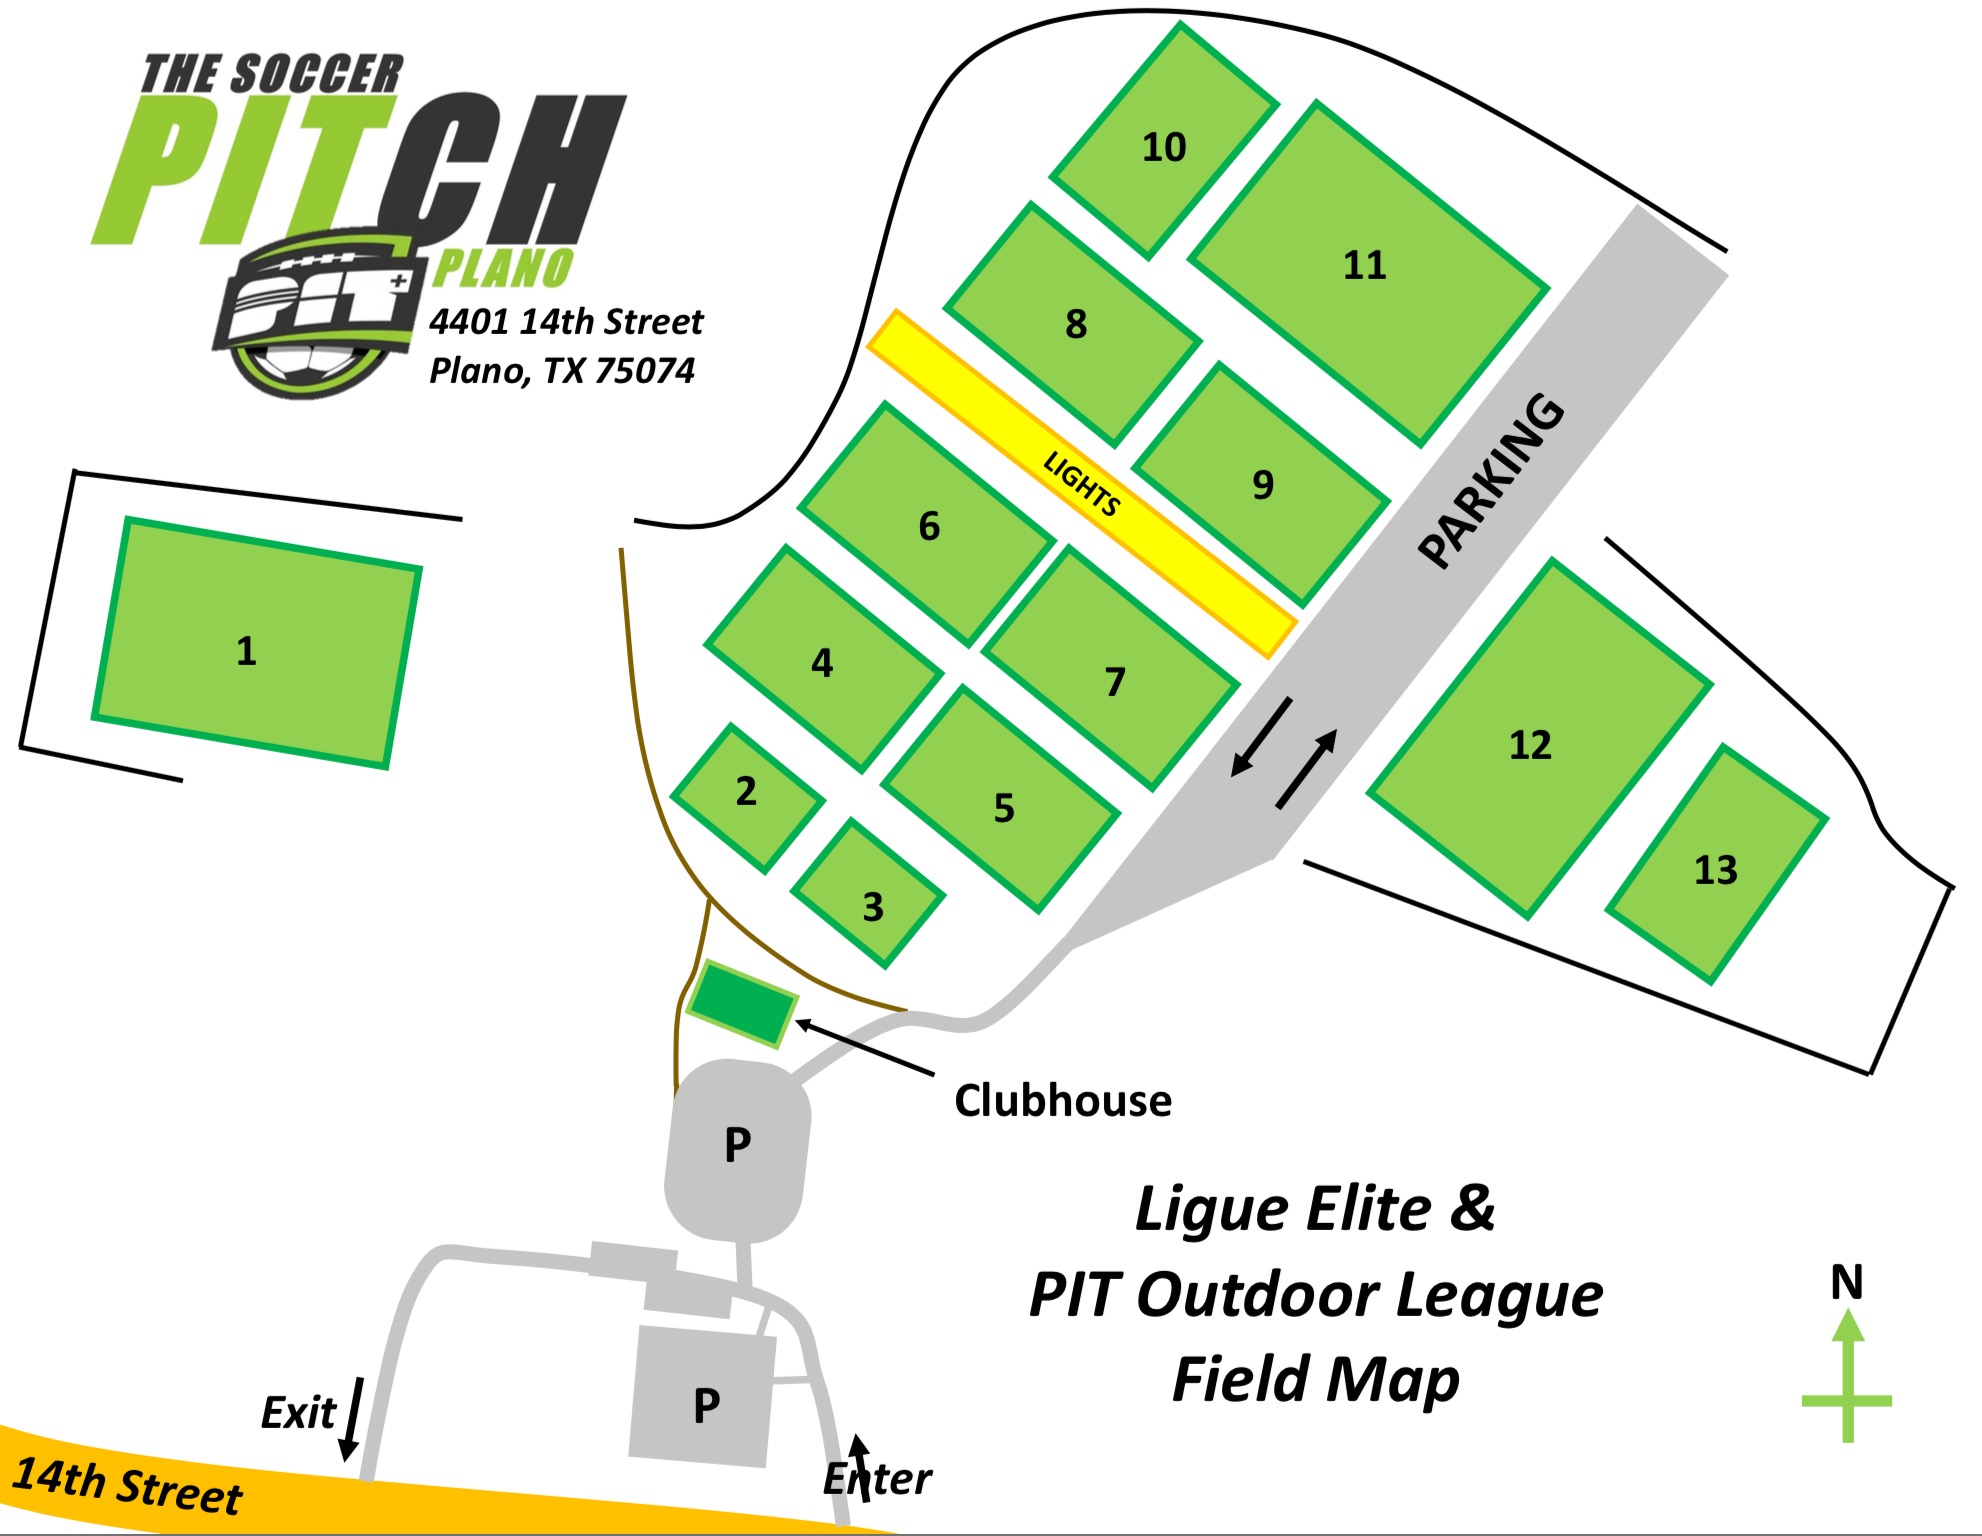 THE SOCCER
PITCH
PLANO
PIT+
4401 14th Street
Plano, TX 75074
10
11
8
LIGHTS
9
PARKING
6
1
4
7
12
2
5
13
3
Clubhouse
P
Ligue Elite &
PIT Outdoor League
Field Map
N
P
Exit
Enter
14th Street